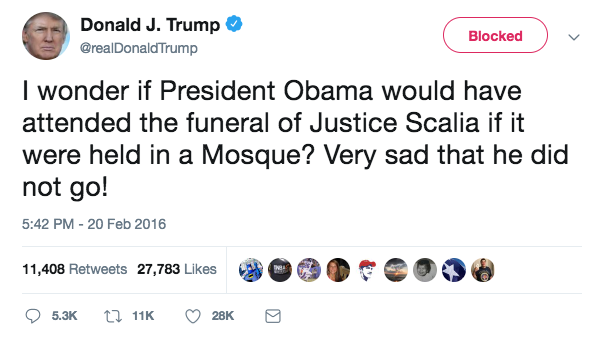 Donald J. Trump
@realDonaldTrump
Blocked
I wonder if President Obama would have
attended the funeral of Justice Scalia if it
were held in a Mosque? Very sad that he did
not go!
5:42 PM - 20 Feb 2016
11,408 Retweets 27,783 Likes
5.3K 11K 28K